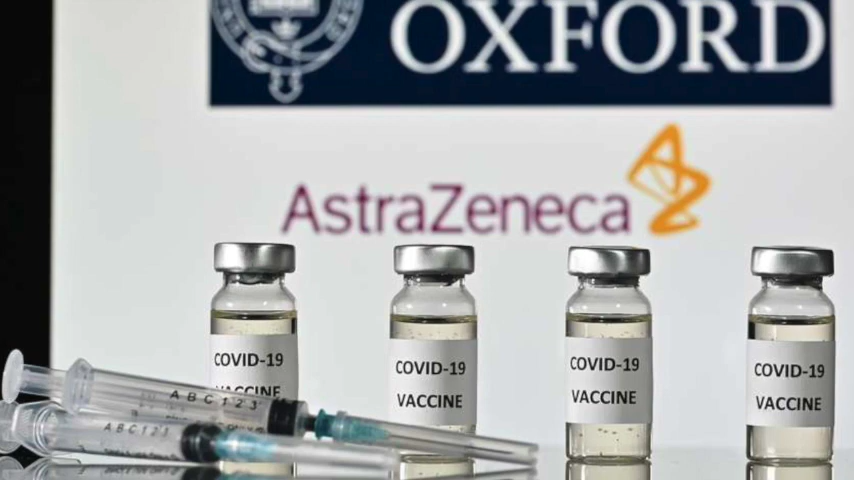 OXFORD
AstraZeneca
COVID-19
VACCINE
COVID-19
VACCINE
COVID-19
VACCINE
COVID-19
VACCINE
ABC123
ABC123